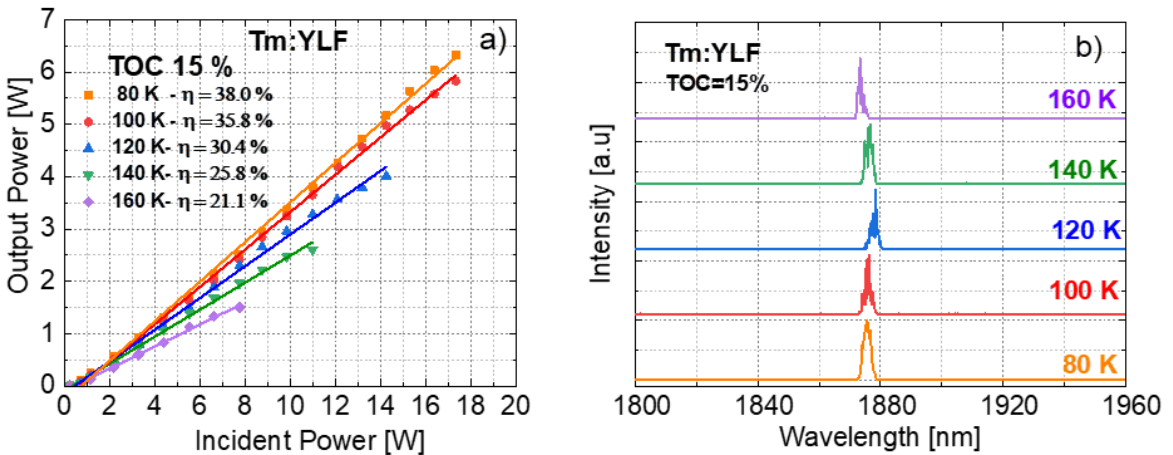 Tm:YLF
a)
TOC 15 %
80 K - η=38.0 %
100 K - η=35.8 %
120 K- η=30.4 %
140 K- η=25.8 %
160 K- η=21.1 %
7
6
5
4
3
2
1
0
Output Power [W]
0 2 4 6 8 10 12 14 16 18 20
Incident Power [W]
b)
Tm:YLF
TOC=15%
160 K
140 K
120 K
100 K
80 K
Intensity [a.u]
1800 1840 1880 1920 1960
Wavelength [nm]